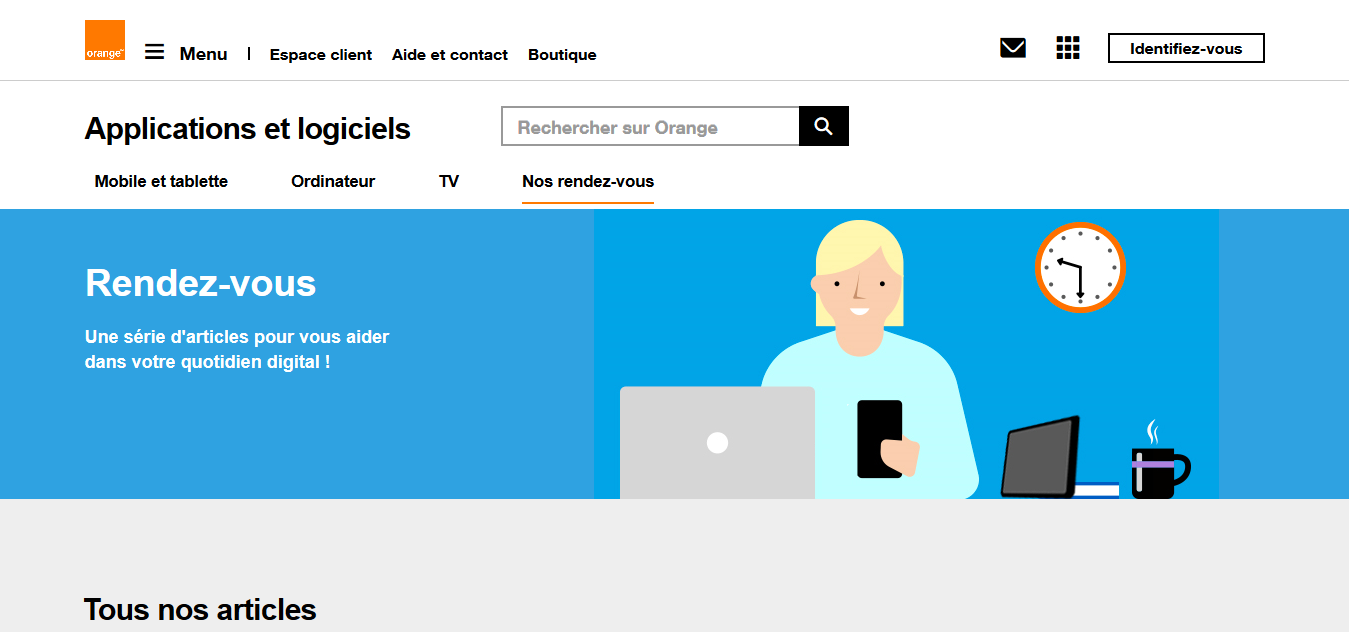 orange™
Menu
Espace client
Aide et contact
Boutique
Identifiez-vous
Applications et logiciels
Rechercher sur Orange
Mobile et tablette
Ordinateur
TV
Nos rendez-vous
Rendez-vous
Une série d'articles pour vous aider
dans votre quotidien digital !
Tous nos articles